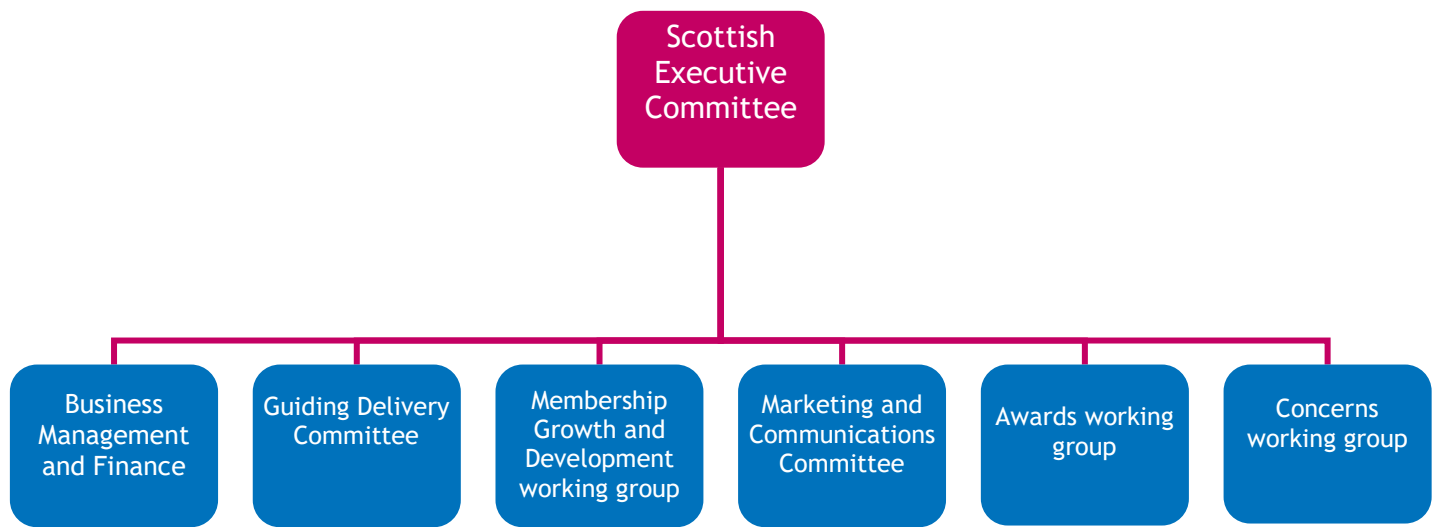 Scottish
Executive
Committee
Business
Management
and Finance
Guiding Delivery
Committee
Membership
Growth and
Development
working group
Marketing and
Communications
Committee
Awards working
group
Concerns
working group